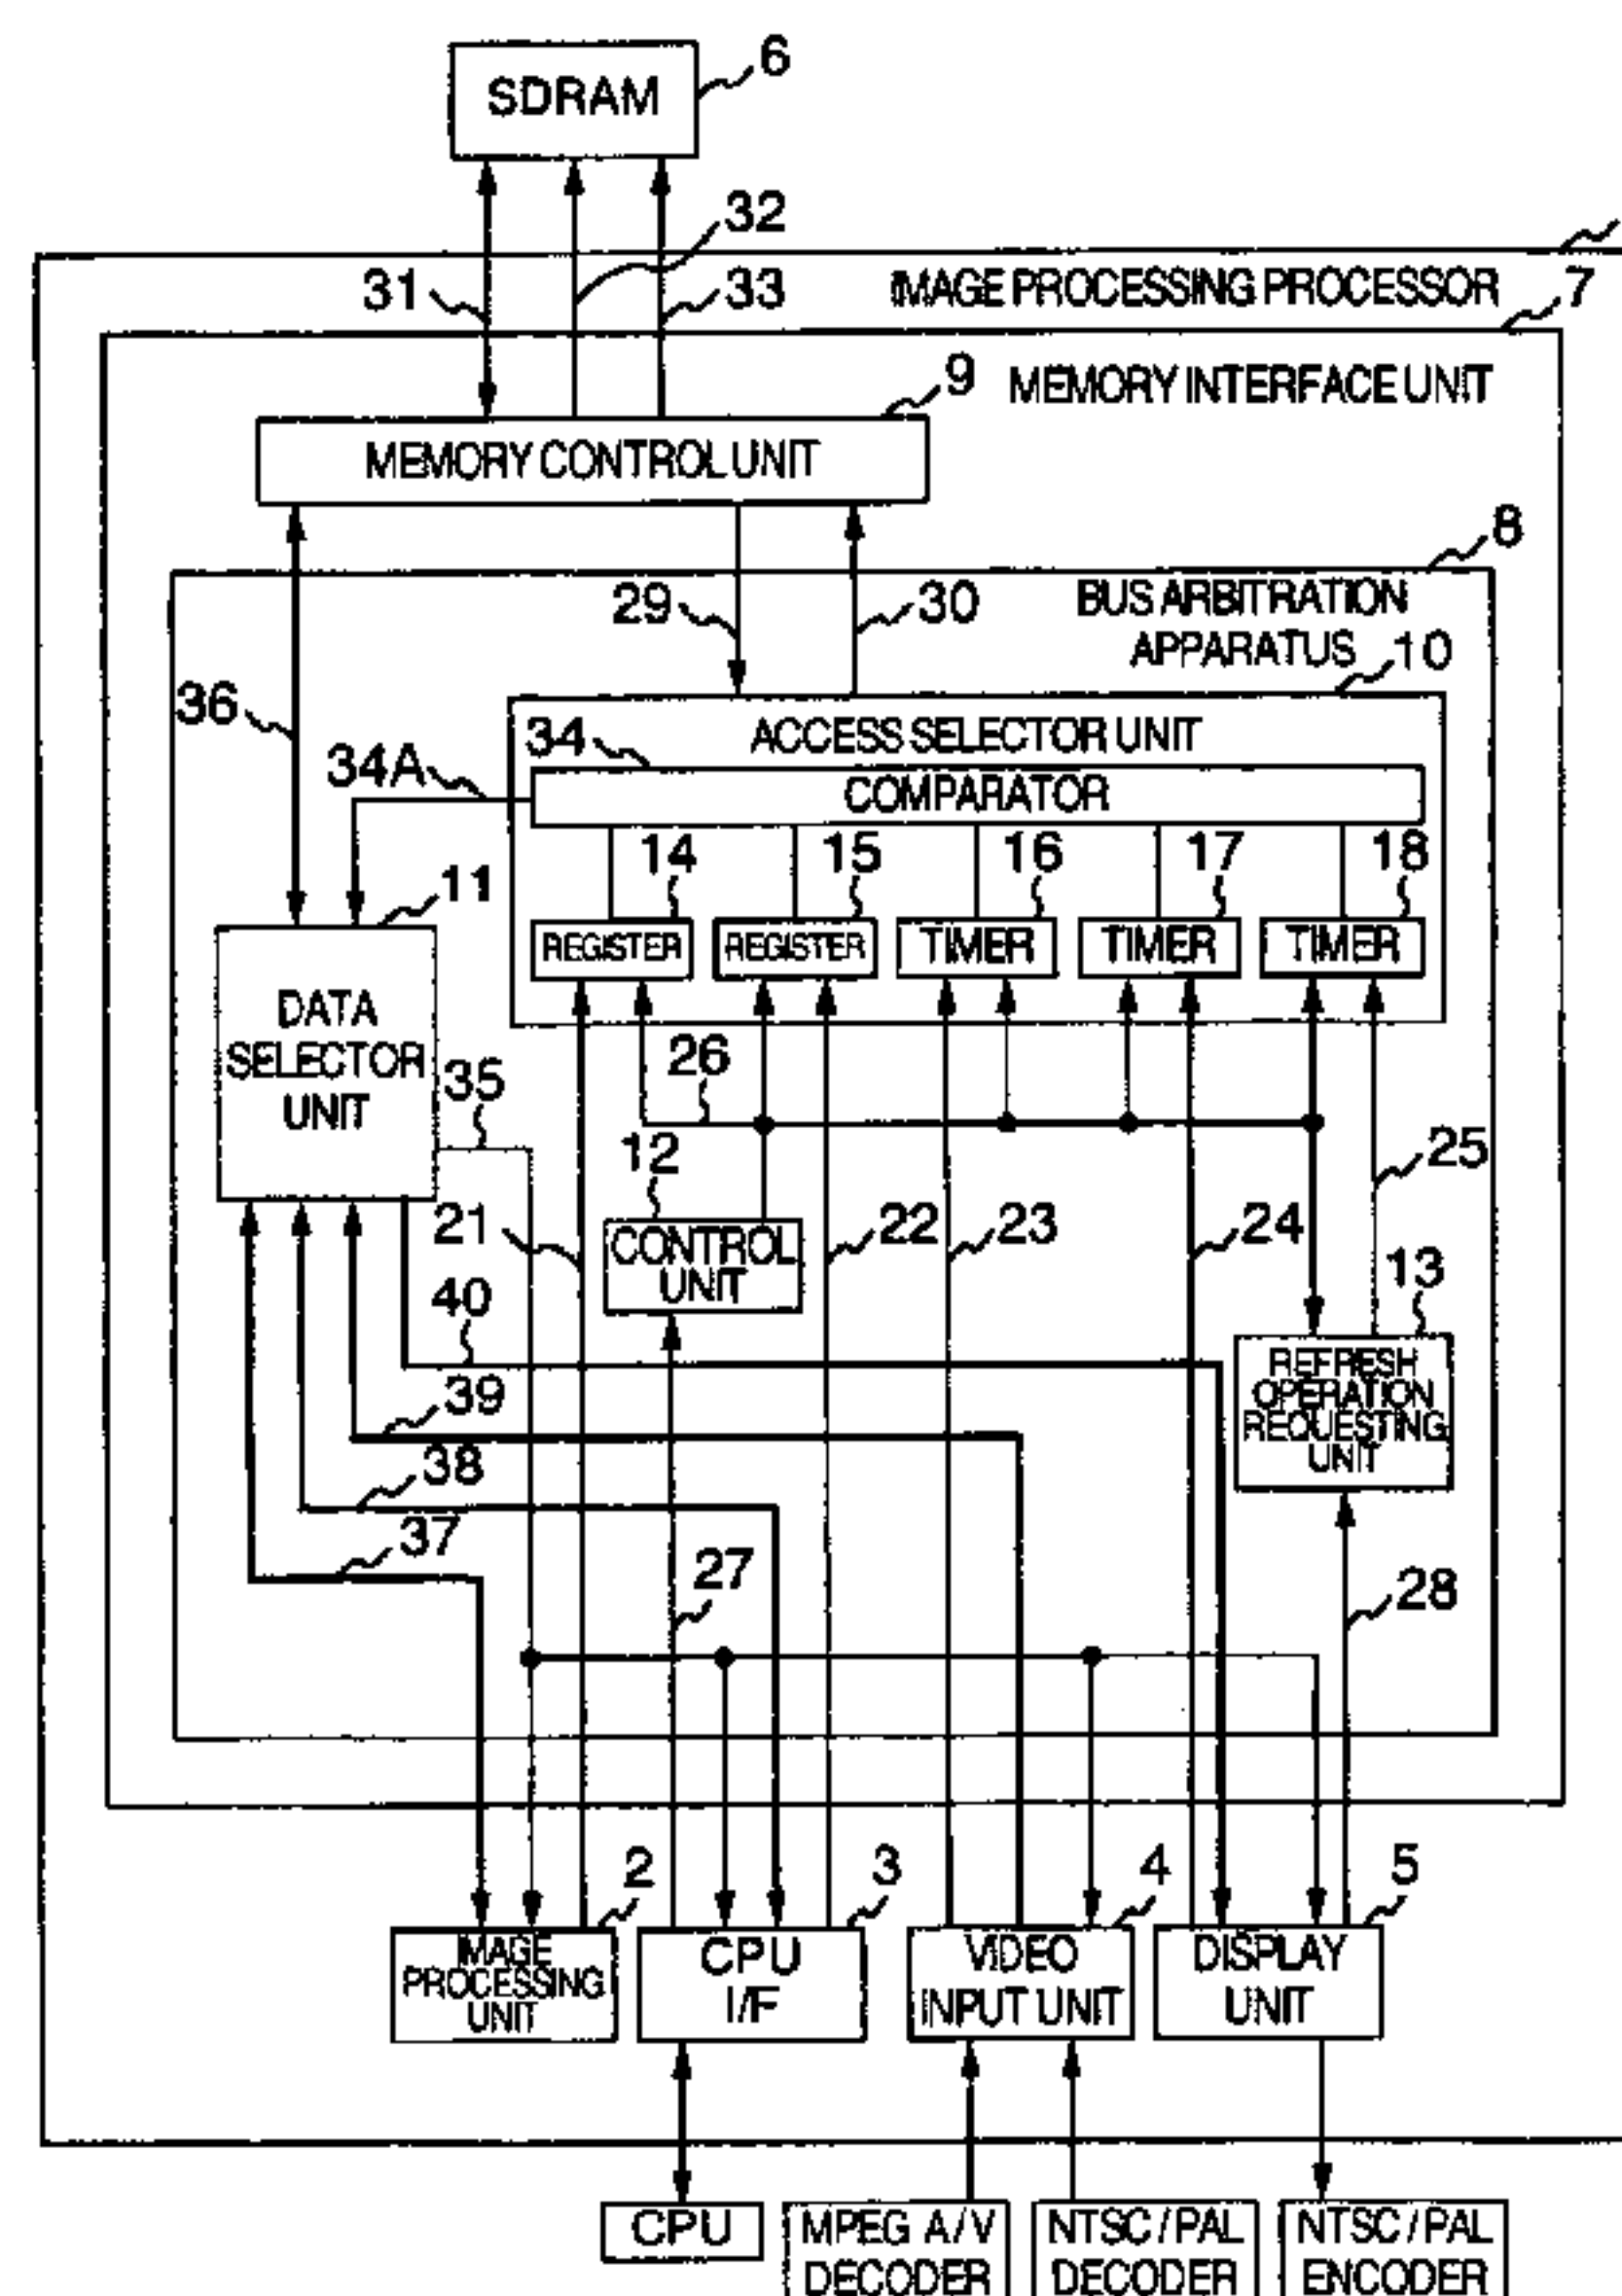 SDRAM
6
32
31
33
IMAGE PROCESSING PROCESSOR
7
MEMORY INTERFACE UNIT
9
MEMORY CONTROL UNIT
8
29
30
BUS ARBITRATION
APPARATUS
10
36
34
ACCESS SELECTOR UNIT
34A
COMPARATOR
14
15
16
17
18
11
REGISTER
REGISTER
TIMER
TIMER
TIMER
DATA
SELECTOR
UNIT
35
26
12
25
21
CONTROL
UNIT
22
23
24
13
40
REFRESH
OPERATION
REQUESTING
UNIT
39
38
37
27
28
2
3
4
5
IMAGE
PROCESSING
UNIT
CPU
I/F
VIDEO
INPUT UNIT
DISPLAY
UNIT
CPU
MPEG A/V
DECODER
NTSC/PAL
DECODER
NTSC/PAL
ENCODER